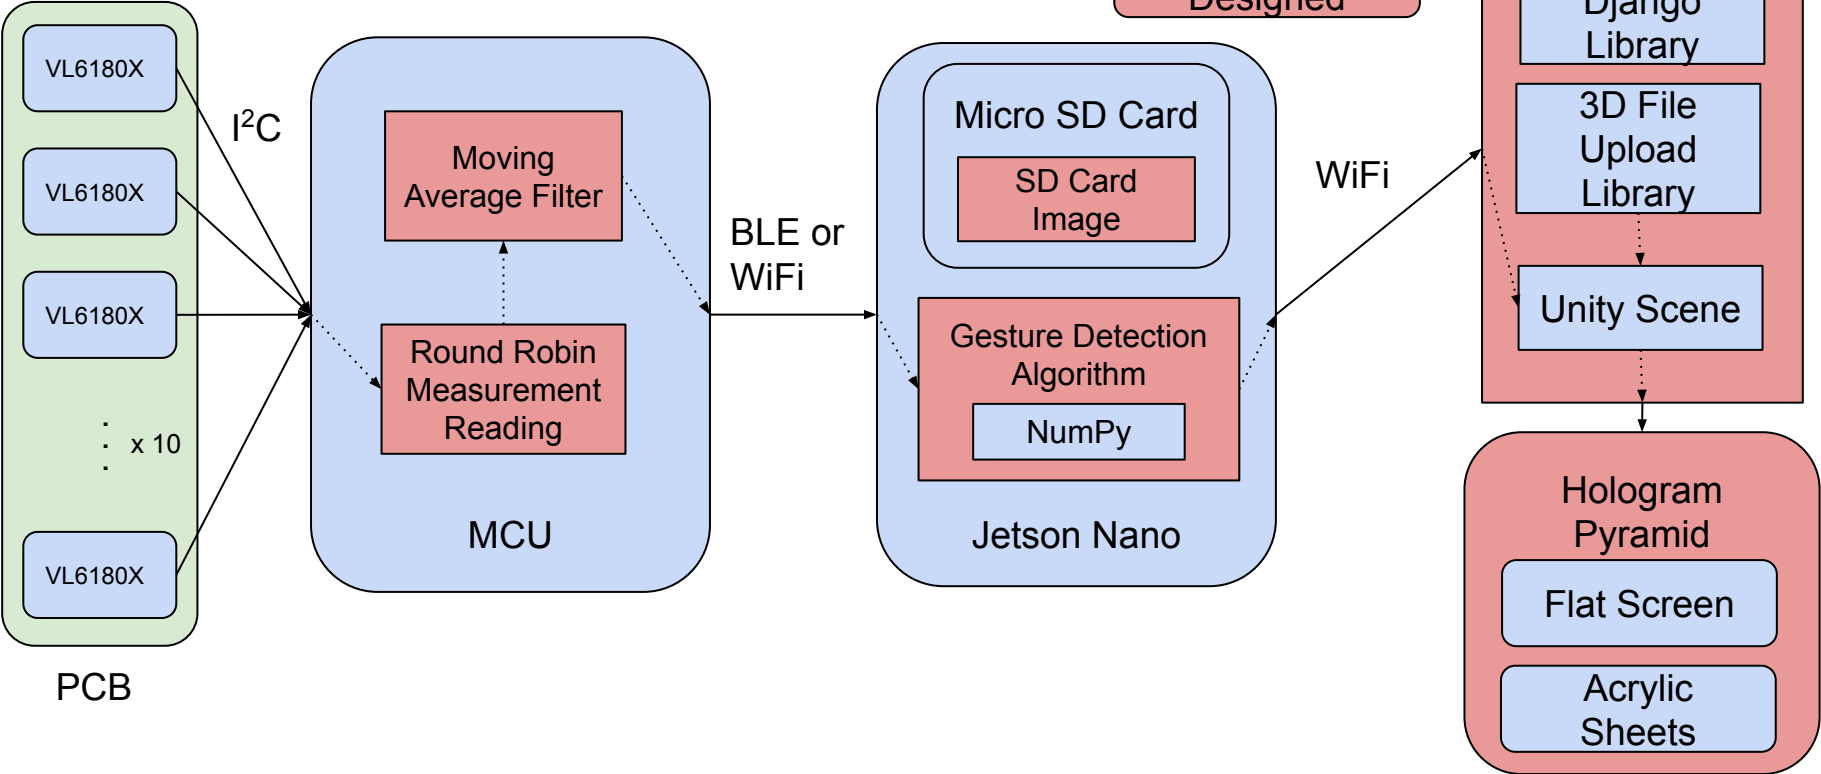 VL6180X
VL6180X
VL6180X
x 10
VL6180X
PCB
I²C
Moving
Average Filter
Round Robin
Measurement
Reading
MCU
BLE or
WiFi
Designed
Micro SD Card
SD Card
Image
Gesture Detection
Algorithm
NumPy
Jetson Nano
WiFi
Django
Library
3D File
Upload
Library
Unity Scene
Hologram
Pyramid
Flat Screen
Acrylic
Sheets